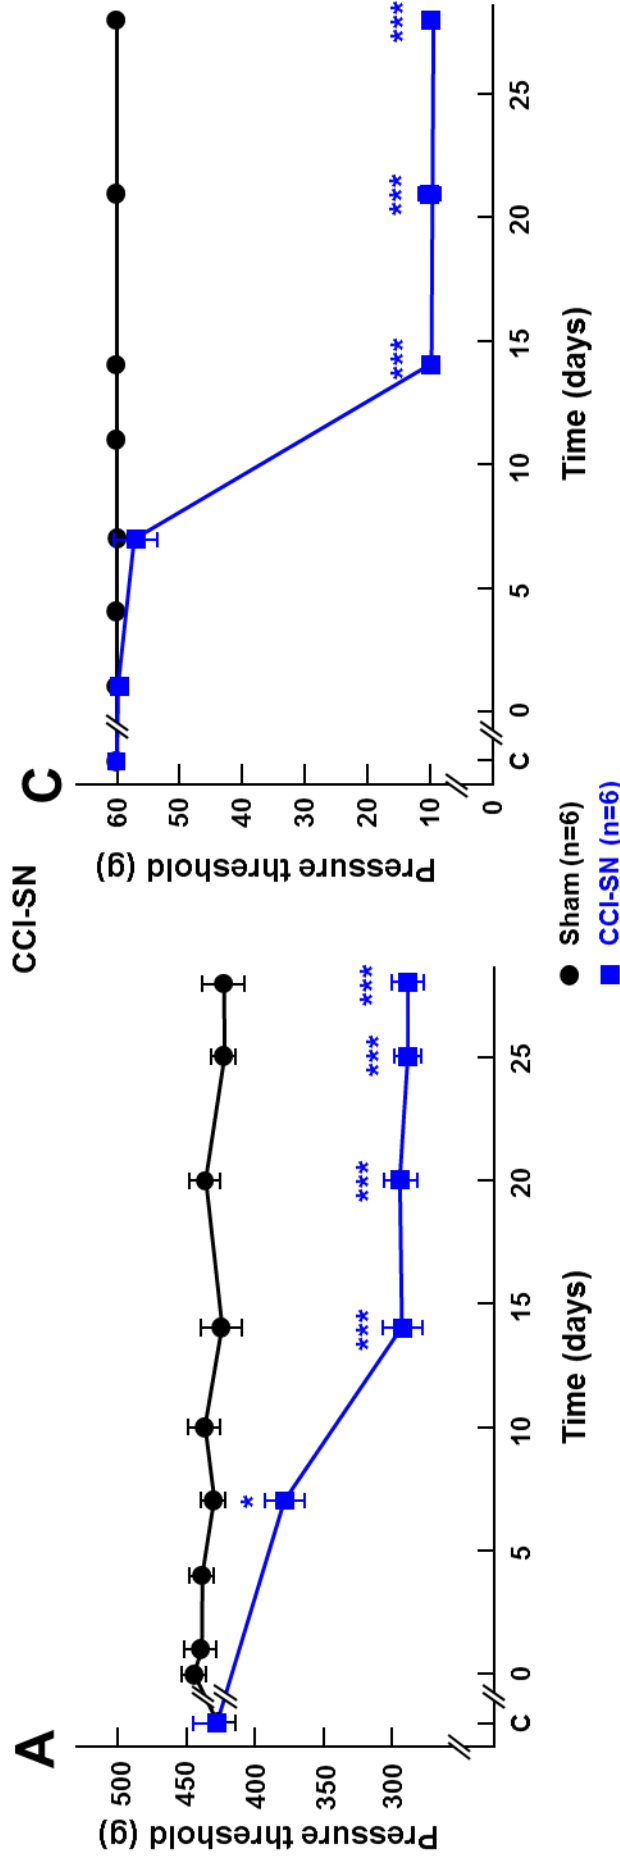 CCI-SN
A
Pressure threshold (g)
500
450
400
350
300
*
***
***
***
***
C
0
5
10
15
20
25
Time (days)
C
Pressure threshold (g)
60
50
40
30
20
10
0
***
***
***
C
0
5
10
15
20
25
Time (days)
Sham (n=6)
CCI-SN (n=6)